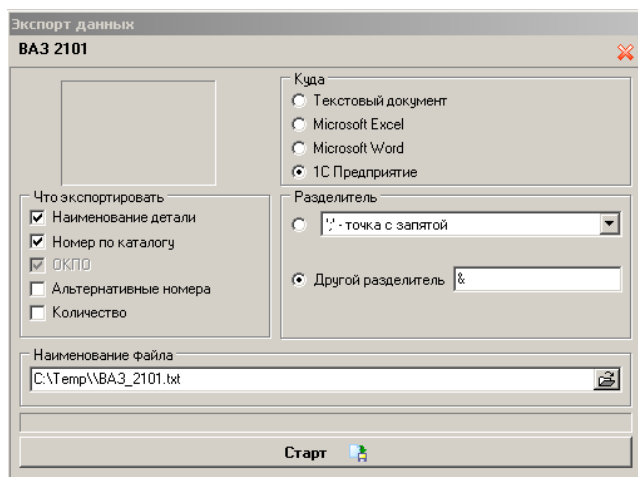 Экспорт данных
ВАЗ 2101
Куда
Текстовый документ
Microsoft Excel
Microsoft Word
1С Предприятие
Что экспортировать
Наименование детали
Номер по каталогу
ОКПО
Альтернативные номера
Количество
Разделитель
';' - точка с запятой
Другой разделитель &
Наименование файла
C:\Temp\\ВАЗ_2101.txt
Старт